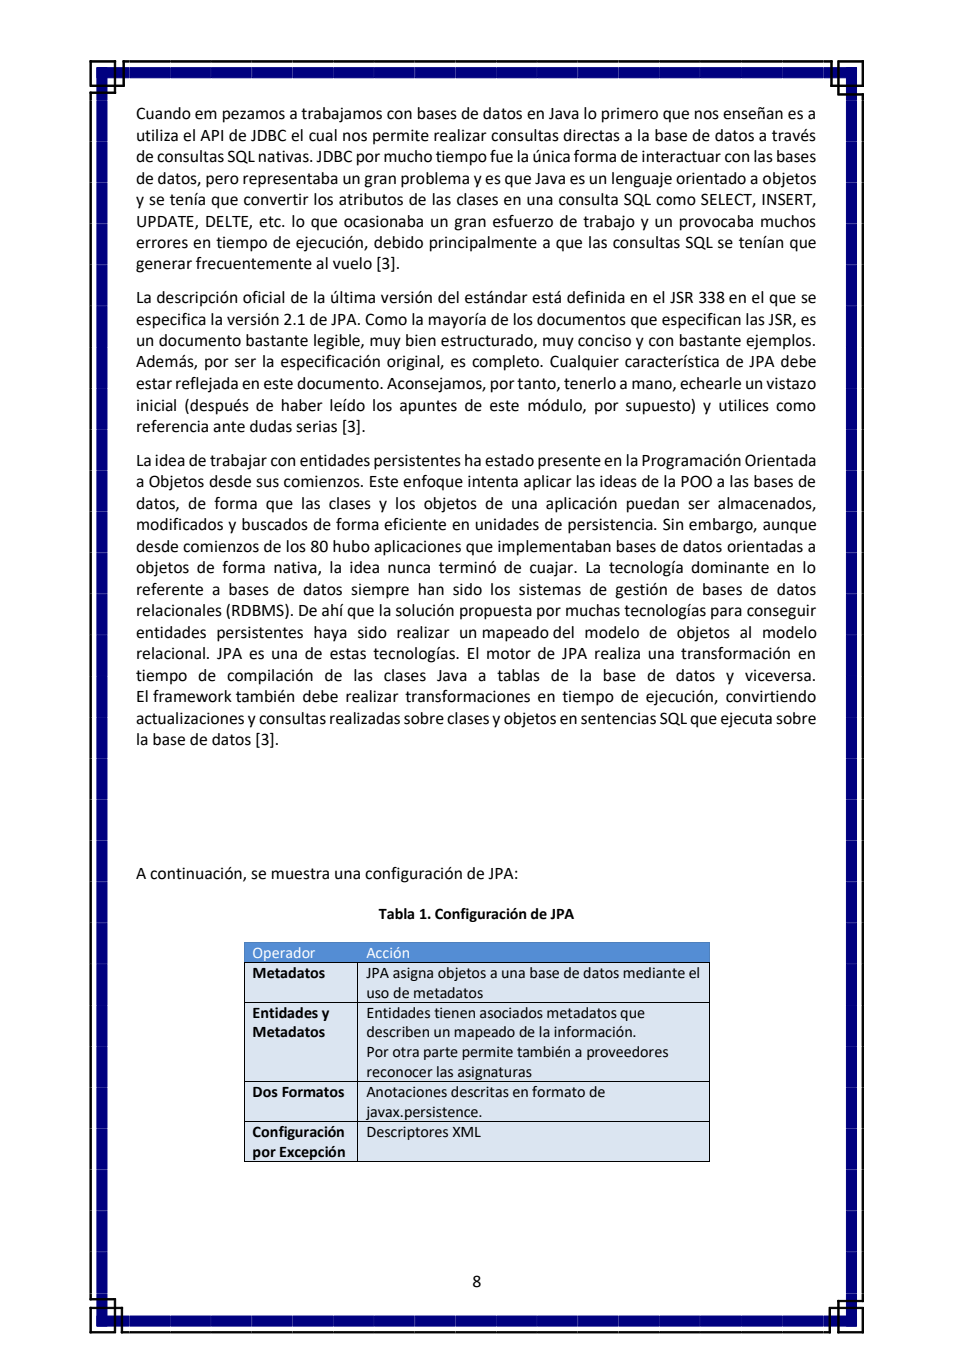 Cuando em pezamos a trabajamos con bases de datos en Java lo primero que nos enseñan es a
utiliza el API de JDBC el cual nos permite realizar consultas directas a la base de datos a través
de consultas SQL nativas. JDBC por mucho tiempo fue la única forma de interactuar con las bases
de datos, pero representaba un gran problema y es que Java es un lenguaje orientado a objetos
y se tenía que convertir los atributos de las clases en una consulta SQL como SELECT, INSERT,
UPDATE, DELTE, etc. lo que ocasionaba un gran esfuerzo de trabajo y un provocaba muchos
errores en tiempo de ejecución, debido principalmente a que las consultas SQL se tenían que
generar frecuentemente al vuelo [3].
La descripción oficial de la última versión del estándar está definida en el JSR 338 en el que se
especifica la versión 2.1 de JPA. Como la mayoría de los documentos que especifican las JSR, es
un documento bastante legible, muy bien estructurado, muy conciso y con bastante ejemplos.
Además, por ser la especificación original, es completo. Cualquier característica de JPA debe
estar reflejada en este documento. Aconsejamos, por tanto, tenerlo a mano, echearle un vistazo
inicial (después de haber leído los apuntes de este módulo, por supuesto) y utilices como
referencia ante dudas serias [3].
La idea de trabajar con entidades persistentes ha estado presente en la Programación Orientada
a Objetos desde sus comienzos. Este enfoque intenta aplicar las ideas de la POO a las bases de
datos, de forma que las clases y los objetos de una aplicación puedan ser almacenados,
modificados y buscados de forma eficiente en unidades de persistencia. Sin embargo, aunque
desde comienzos de los 80 hubo aplicaciones que implementaban bases de datos orientadas a
objetos de forma nativa, la idea nunca terminó de cuajar. La tecnología dominante en lo
referente a bases de datos siempre han sido los sistemas de gestión de bases de datos
relacionales (RDBMS). De ahí que la solución propuesta por muchas tecnologías para conseguir
entidades persistentes haya sido realizar un mapeado del modelo de objetos al modelo
relacional. JPA es una de estas tecnologías. El motor de JPA realiza una transformación en
tiempo de compilación de las clases Java a tablas de la base de datos y viceversa.
El framework también debe realizar transformaciones en tiempo de ejecución, convirtiendo
actualizaciones y consultas realizadas sobre clases y objetos en sentencias SQL que ejecuta sobre
la base de datos [3].
A continuación, se muestra una configuración de JPA:
Tabla 1. Configuración de JPA
Operador Acción
Metadatos JPA asigna objetos a una base de datos mediante el
uso de metadatos
Entidades y Entidades tienen asociados metadatos que
Metadatos describen un mapeado de la información.
Por otra parte permite también a proveedores
reconocer las asignaturas
Dos Formatos Anotaciones descritas en formato de
javax.persistence.
Configuración Descriptores XML
por Excepción
8